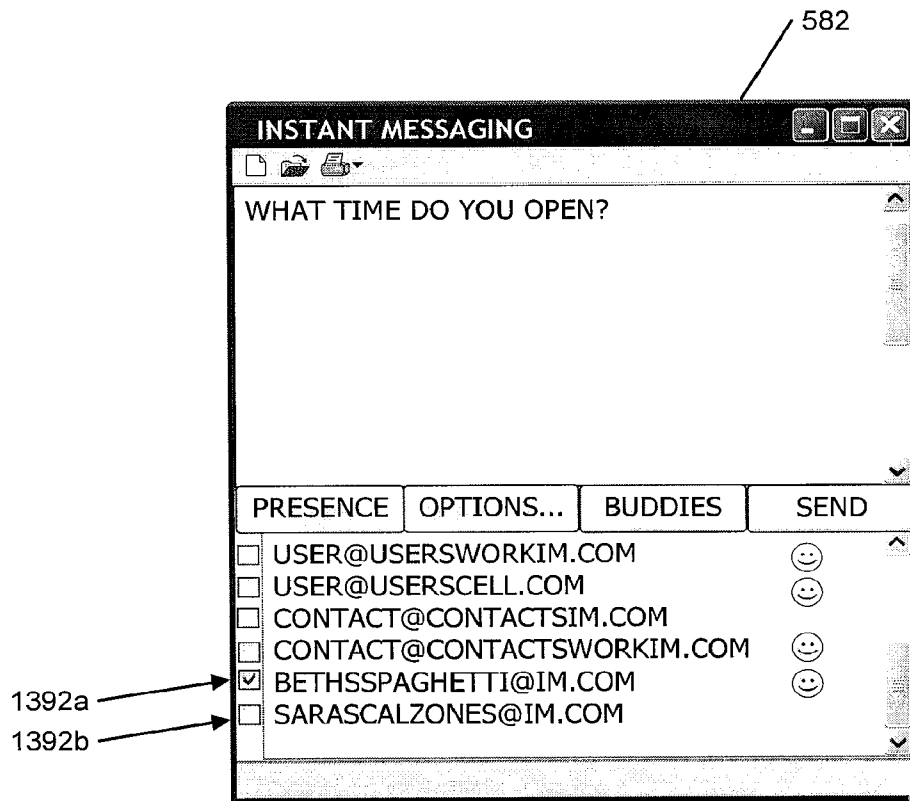 582
INSTANT MESSAGING
WHAT TIME DO YOU OPEN?
PRESENCE OPTIONS... BUDDIES SEND
USER@USERSWORKIM.COM
USER@USERSCELL.COM
CONTACT@CONTACTSIM.COM
CONTACT@CONTACTSWORKIM.COM
1392a BETHSSPAGHETTI@IM.COM
1392b SARASCALZONES@IM.COM